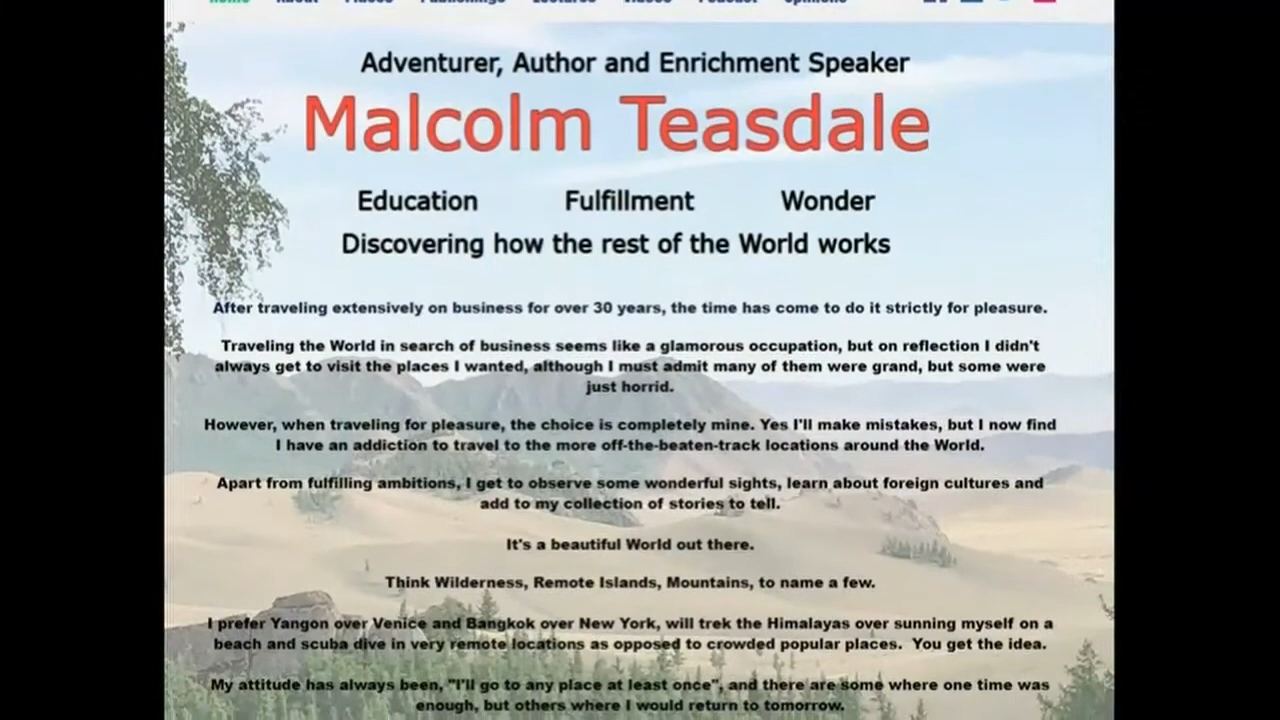 Home About Places Publishings Lectures Videos Podcast Opinions
Adventurer, Author and Enrichment Speaker
Malcolm Teasdale
Education Fulfillment Wonder
Discovering how the rest of the World works
After traveling extensively on business for over 30 years, the time has come to do it strictly for pleasure.
Traveling the World in search of business seems like a glamorous occupation, but on reflection I didn't
always get to visit the places I wanted, although I must admit many of them were grand, but some were
just horrid.
However, when traveling for pleasure, the choice is completely mine. Yes I'll make mistakes, but I now find
I have an addiction to travel to the more off-the-beaten-track locations around the World.
Apart from fulfilling ambitions, I get to observe some wonderful sights, learn about foreign cultures and
add to my collection of stories to tell.
It's a beautiful World out there.
Think Wilderness, Remote Islands, Mountains, to name a few.
I prefer Yangon over Venice and Bangkok over New York, will trek the Himalayas over sunning myself on a
beach and scuba dive in very remote locations as opposed to crowded popular places. You get the idea.
My attitude has always been, "I'll go to any place at least once", and there are some where one time was
enough, but others where I would return to tomorrow.